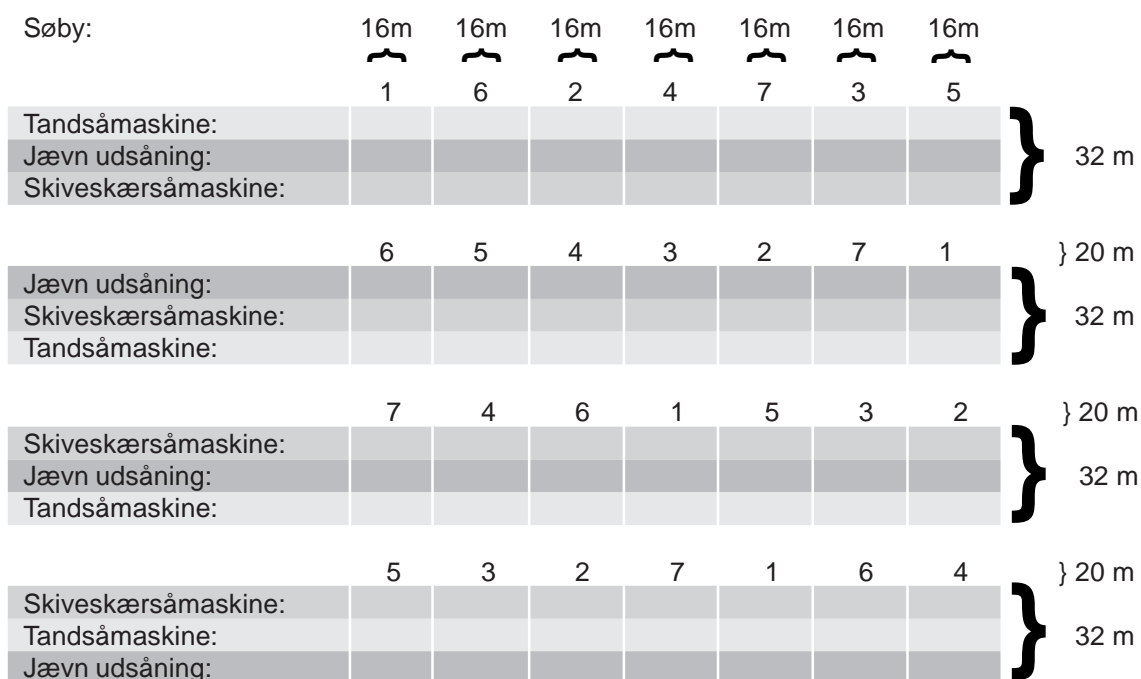 Søby: 16m 16m 16m 16m 16m 16m 16m
1 6 2 4 7 3 5
Tandsåmaskine:
Jævn udsåning: 32 m
Skiveskærsåmaskine:
6 5 4 3 2 7 1 } 20 m
Jævn udsåning:
Skiveskærsåmaskine: 32 m
Tandsåmaskine:
7 4 6 1 5 3 2 } 20 m
Skiveskærsåmaskine:
Jævn udsåning: 32 m
Tandsåmaskine:
5 3 2 7 1 6 4 } 20 m
Skiveskærsåmaskine:
Tandsåmaskine: 32 m
Jævn udsåning: